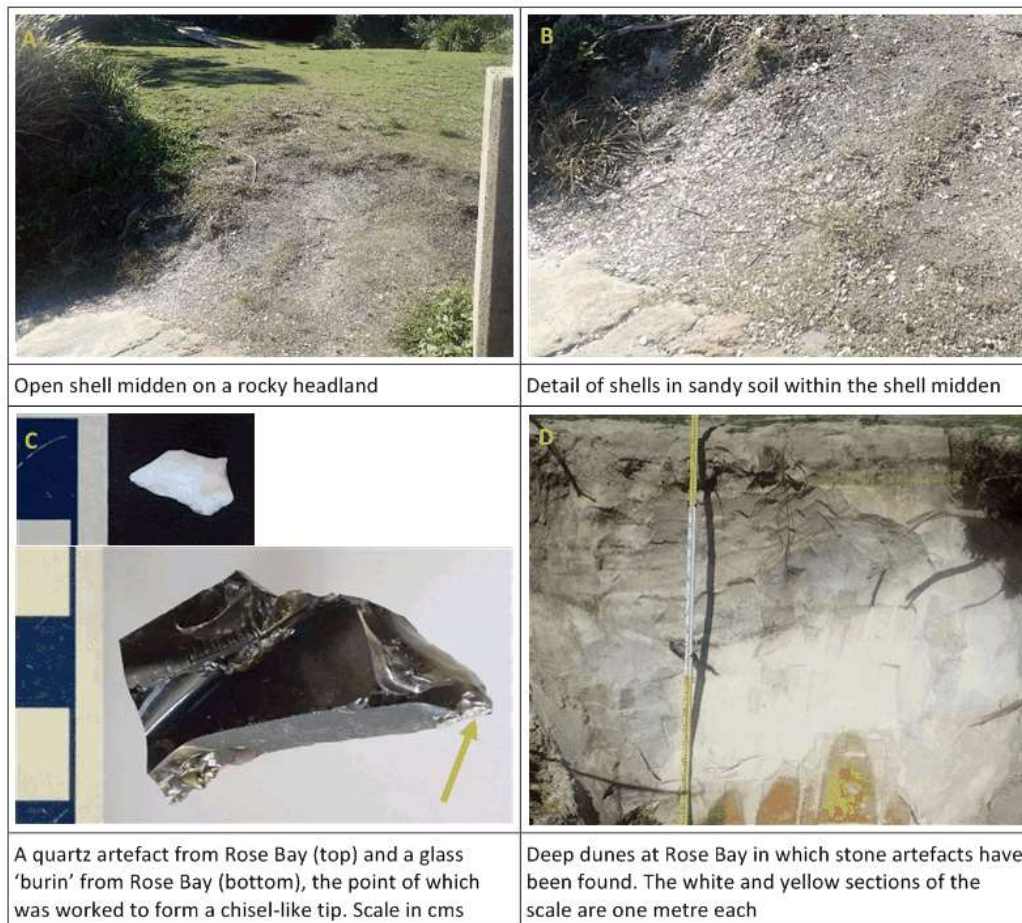 A
B
Open shell midden on a rocky headland
Detail of shells in sandy soil within the shell midden
C
D
A quartz artefact from Rose Bay (top) and a glass
‘burin’ from Rose Bay (bottom), the point of which
was worked to form a chisel-like tip. Scale in cms
Deep dunes at Rose Bay in which stone artefacts have
been found. The white and yellow sections of the
scale are one metre each